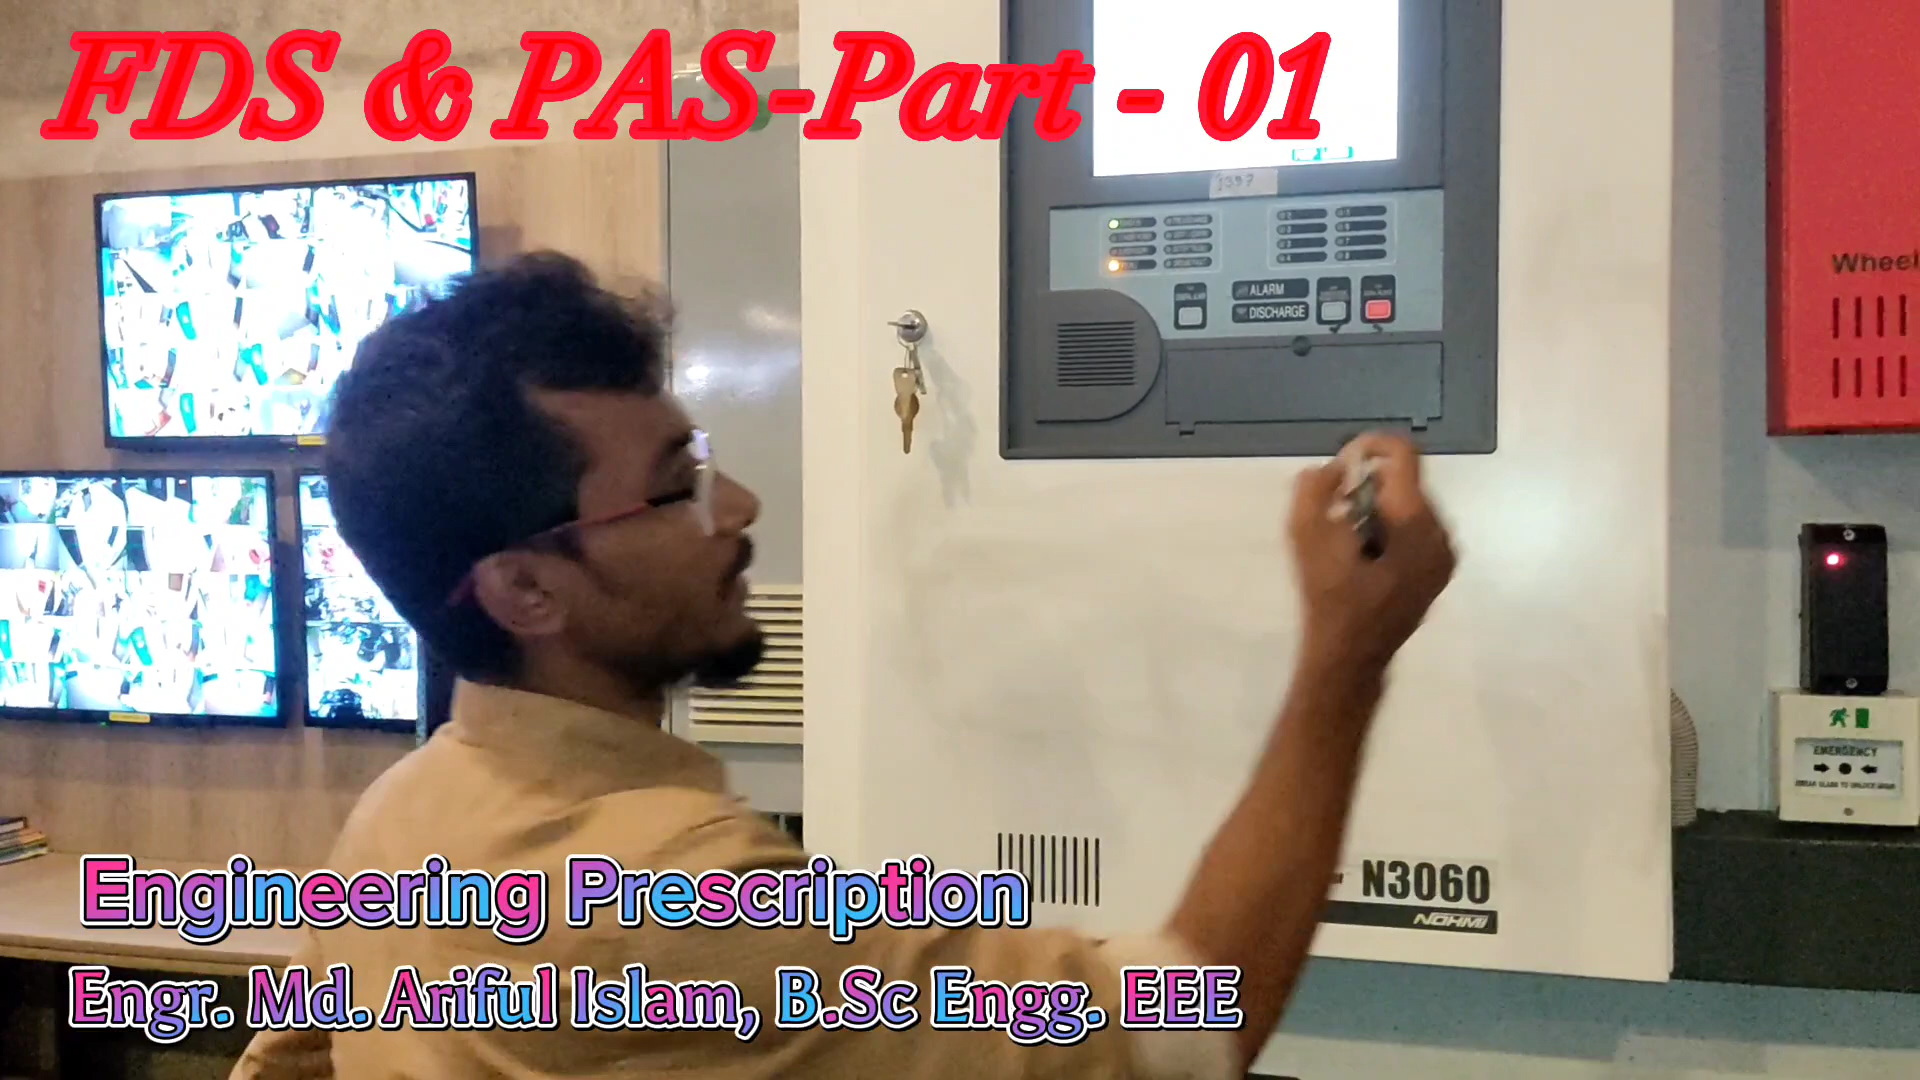 FDS & PAS-Part - 01
1397
ALARM
DISCHARGE
Wheel
EMERGENCY
N3060
NOHMI
Engineering Prescription
Engr. Md. Ariful Islam, B.Sc Engg. EEE